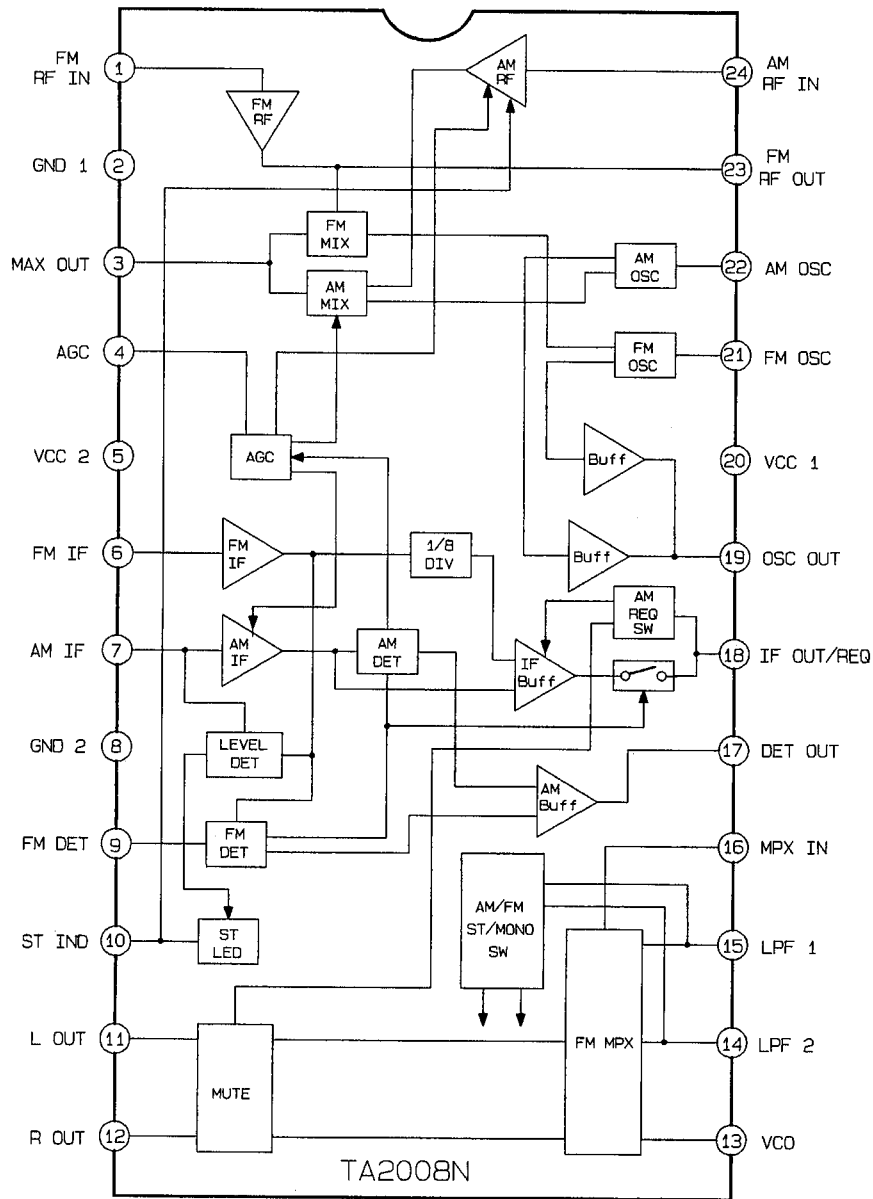 FM
RF IN
1
FM
RF
AM
RF
24
AM
RF IN
GND 1
2
23
FM
RF OUT
MAX OUT
3
FM
MIX
AM
MIX
AM
OSC
22
AM OSC
AGC
4
FM
OSC
21
FM OSC
VCC 2
5
AGC
Buff
20
VCC 1
FM IF
6
FM
IF
1/8
DIV
Buff
19
OSC OUT
AM IF
7
AM
IF
AM
DET
IF
Buff
AM
REQ
SW
18
IF OUT/REQ
GND 2
8
LEVEL
DET
17
DET OUT
FM DET
9
FM
DET
AM
Buff
16
MPX IN
ST IND
10
ST
LED
AM/FM
ST/MONO
SW
15
LPF 1
L OUT
11
MUTE
FM MPX
14
LPF 2
R OUT
12
13
VCO
TA2008N